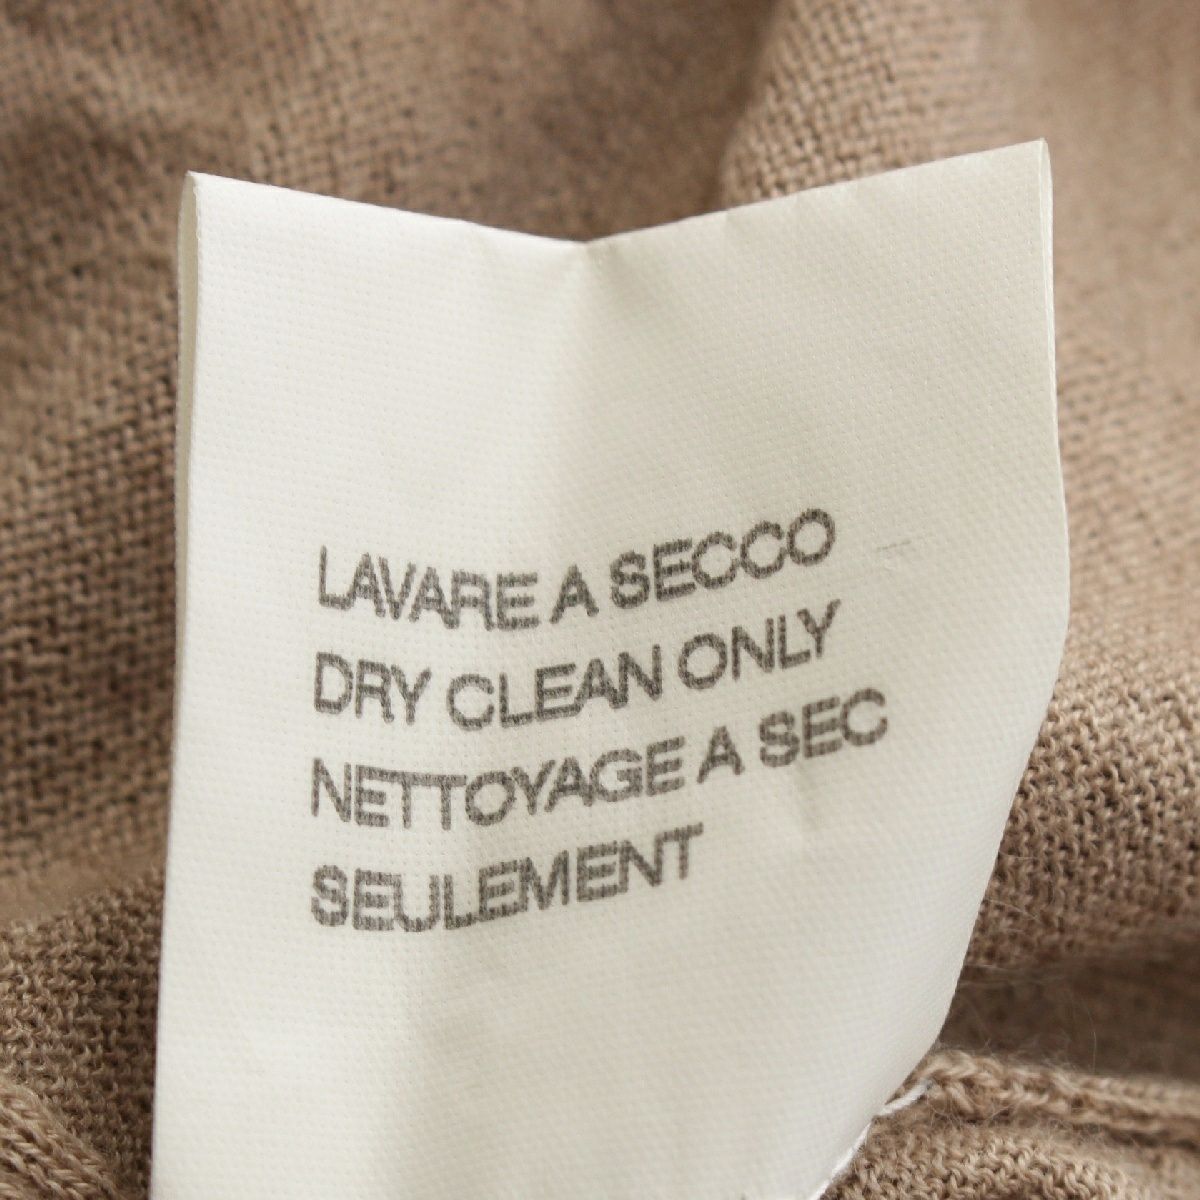 LAVARE A SECCO
DRY CLEAN ONLY
NETTOYAGE A SEC
SEULEMENT